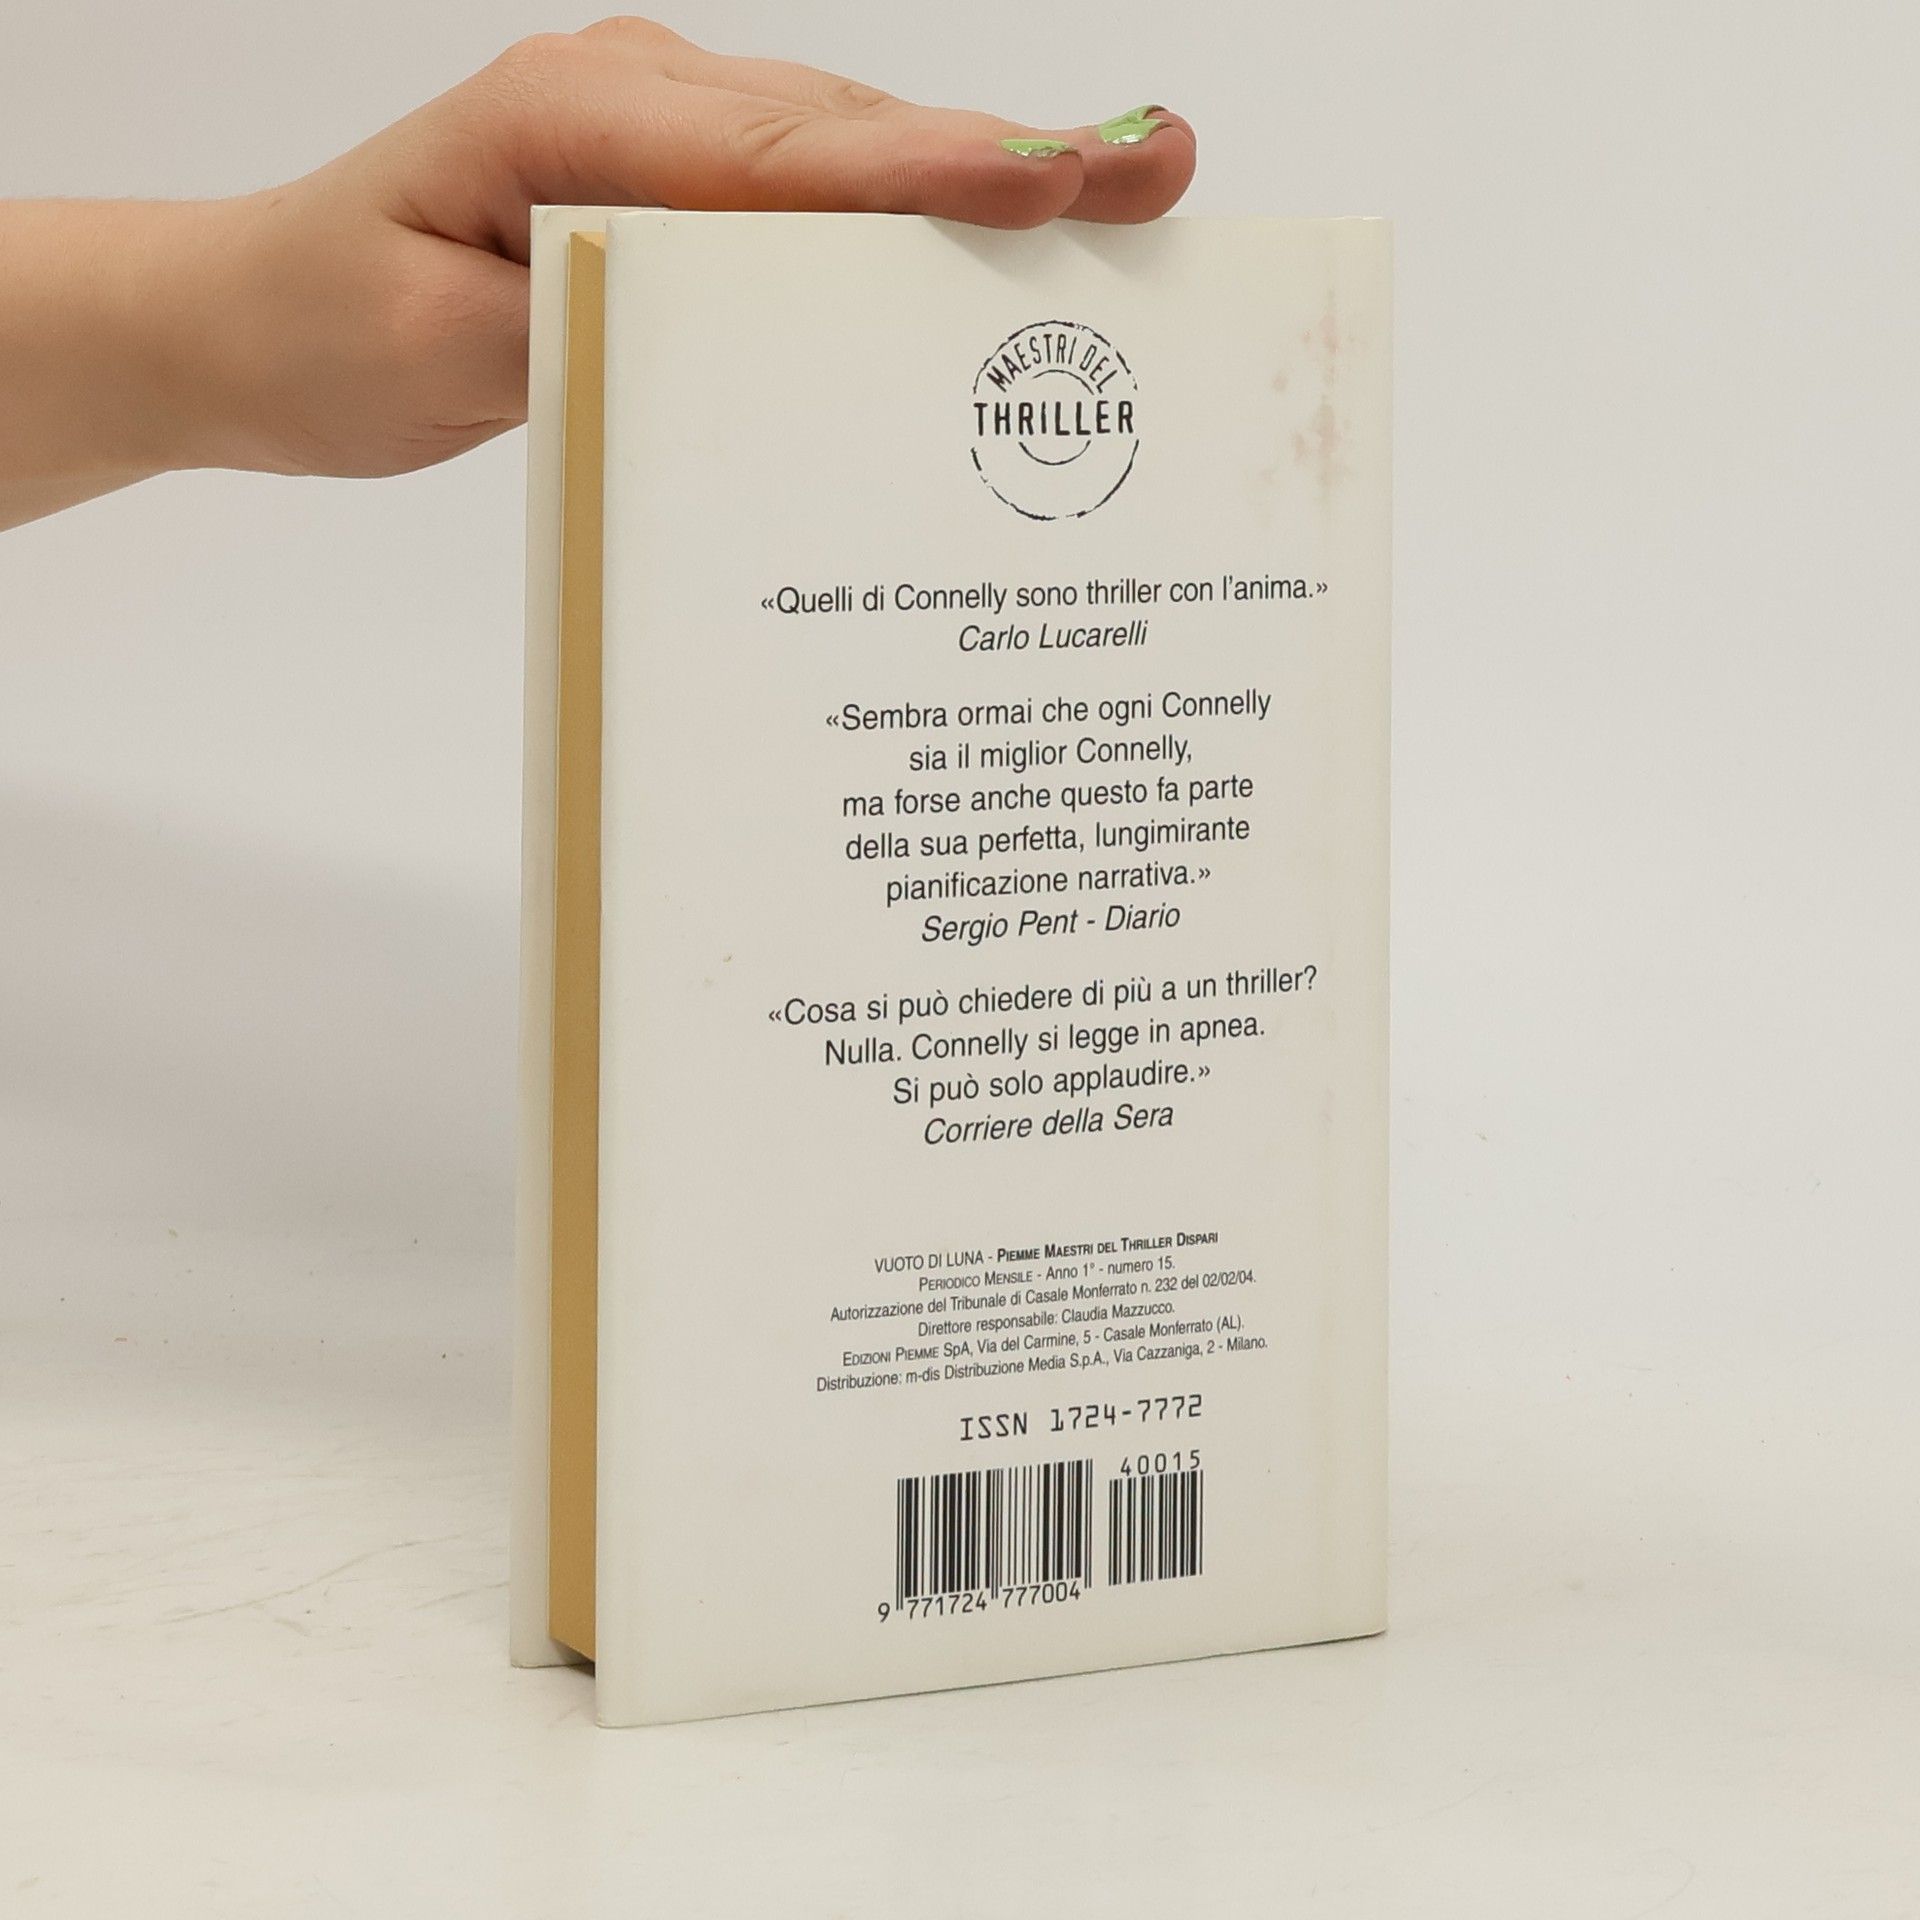 MAESTRI DEL
THRILLER
«Quelli di Connelly sono thriller con l'anima.»
Carlo Lucarelli
«Sembra ormai che ogni Connelly
sia il miglior Connelly,
ma forse anche questo fa parte
della sua perfetta, lungimirante
pianificazione narrativa.»
Sergio Pent - Diario
«Cosa si può chiedere di più a un thriller?
Nulla. Connelly si legge in apnea.
Si può solo applaudire.»
Corriere della Sera
VUOTO DI LUNA - PIEMME MAESTRI DEL THRILLER DISPARI
PERIODICO MENSILE - Anno 1° - numero 15.
Autorizzazione del Tribunale di Casale Monferrato n. 232 del 02/02/04.
Direttore responsabile: Claudia Mazzucco.
EDIZIONI PIEMME SpA, Via del Carmine, 5 - Casale Monferrato (AL).
Distribuzione: m-dis Distribuzione Media S.p.A., Via Cazzaniga, 2 - Milano.
ISSN 1724-7772
40015
9 771724 777004